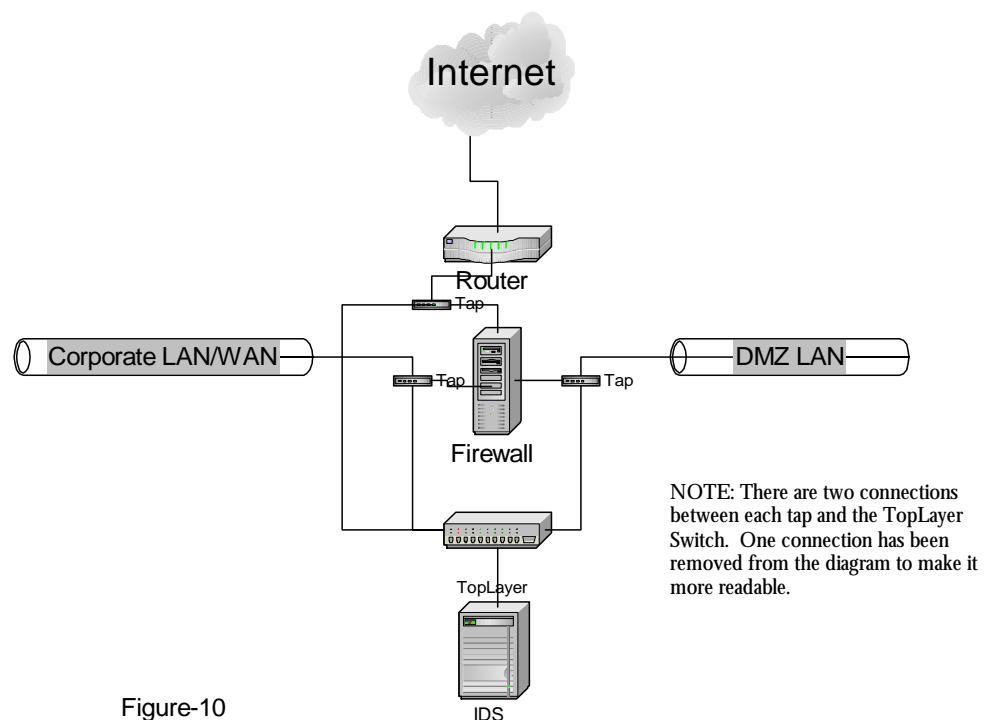 Internet
Router
Tap
Corporate LAN/WAN
DMZ LAN
Tap
Tap
Firewall
NOTE: There are two connections
between each tap and the TopLayer
Switch. One connection has been
removed from the diagram to make it
more readable.
TopLayer
Figure-10
IDS